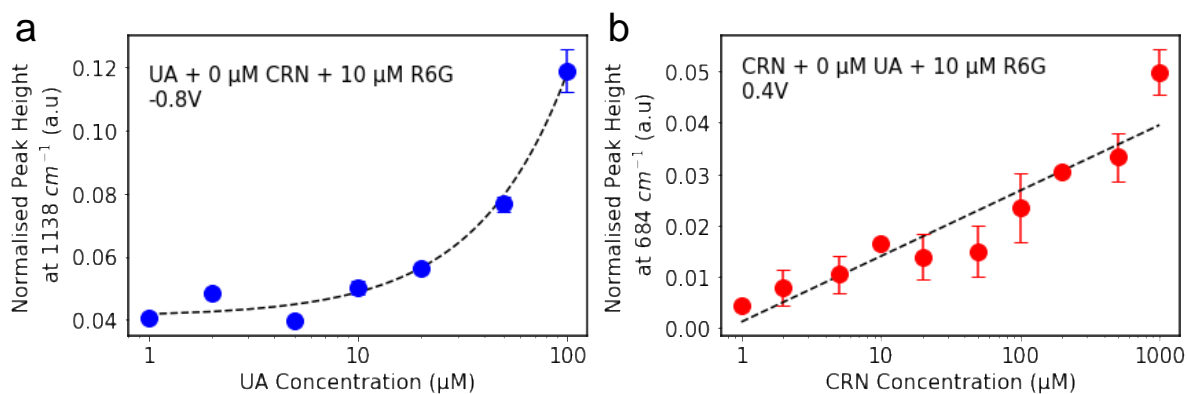 a
UA + 0 µM CRN + 10 µM R6G
-0.8V
Normalised Peak Height
at 1138 cm⁻¹ (a.u)
0.12
0.10
0.08
0.06
0.04
1 10 100
UA Concentration (µM)
b
CRN + 0 µM UA + 10 µM R6G
0.4V
Normalised Peak Height
at 684 cm⁻¹ (a.u)
0.05
0.04
0.03
0.02
0.01
0.00
1 10 100 1000
CRN Concentration (µM)